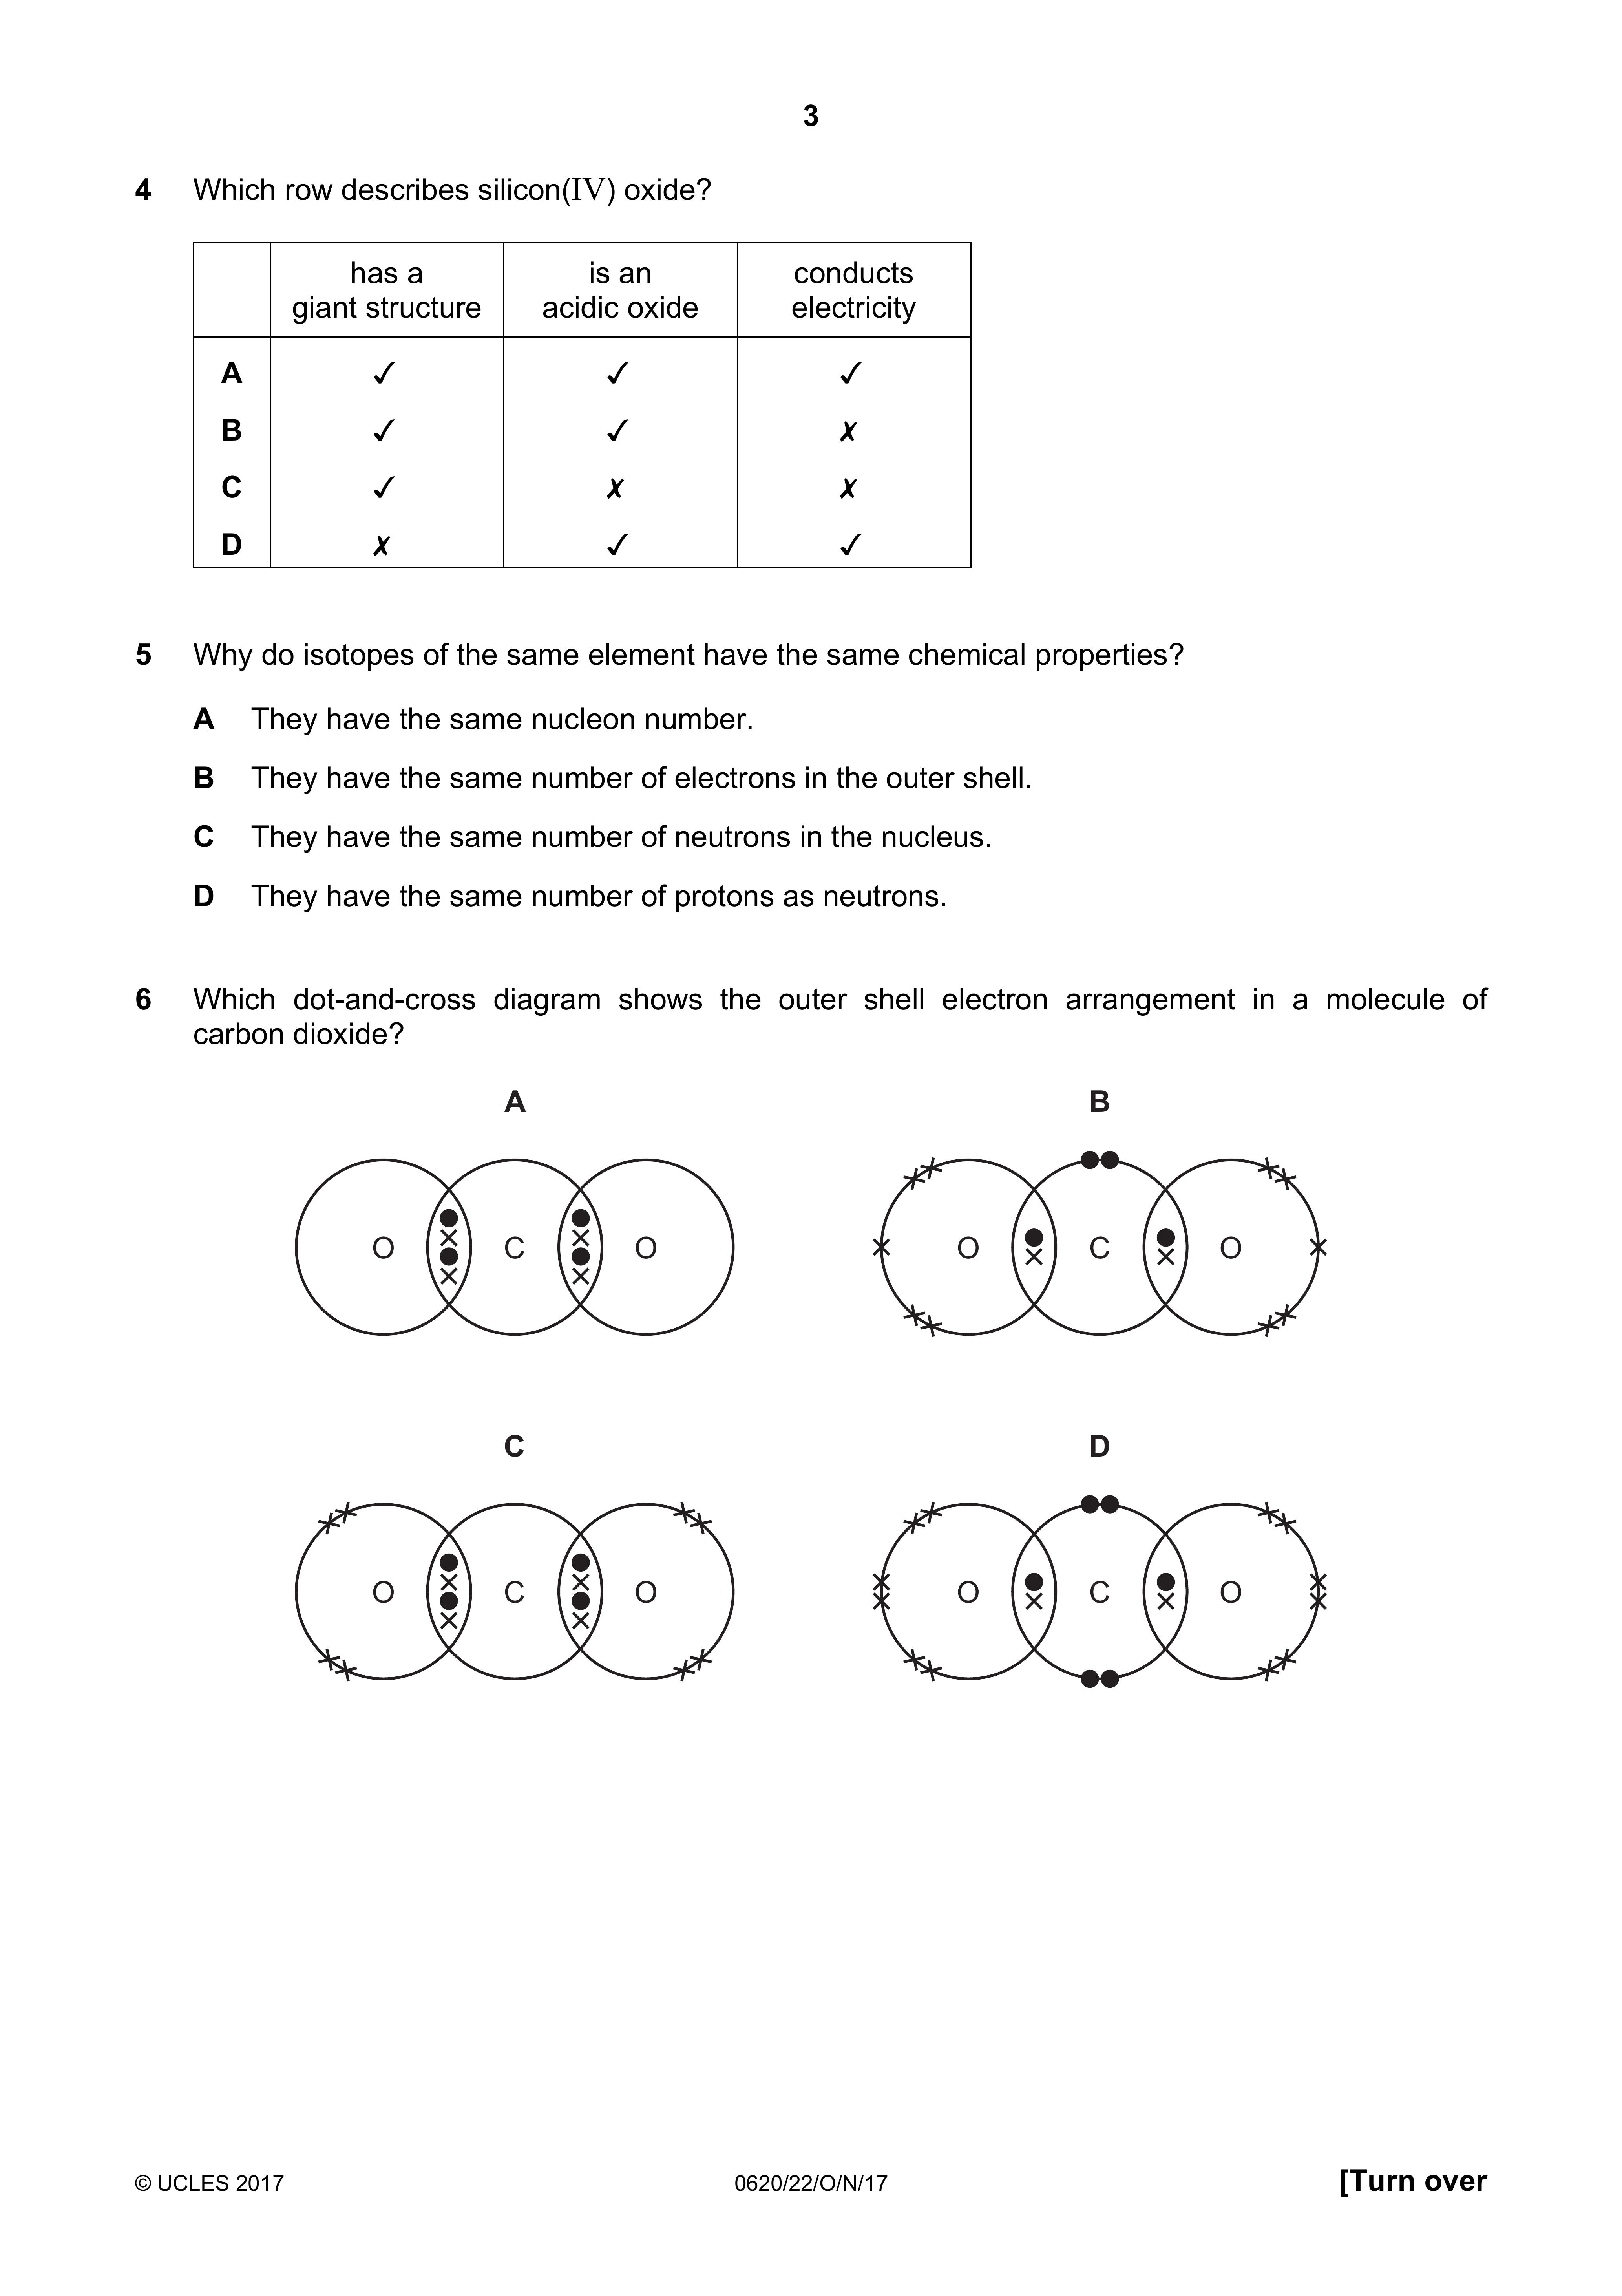 3
4 Which row describes silicon(IV) oxide?
has a giant structure is an acidic oxide conducts electricity
A ✓ ✓ ✓
B ✓ ✓ ✗
C ✓ ✗ ✗
D ✗ ✓ ✓
5 Why do isotopes of the same element have the same chemical properties?
A They have the same nucleon number.
B They have the same number of electrons in the outer shell.
C They have the same number of neutrons in the nucleus.
D They have the same number of protons as neutrons.
6 Which dot-and-cross diagram shows the outer shell electron arrangement in a molecule of
carbon dioxide?
A B
O C O O C O
C D
O C O O C O
© UCLES 2017 0620/22/O/N/17 [Turn over